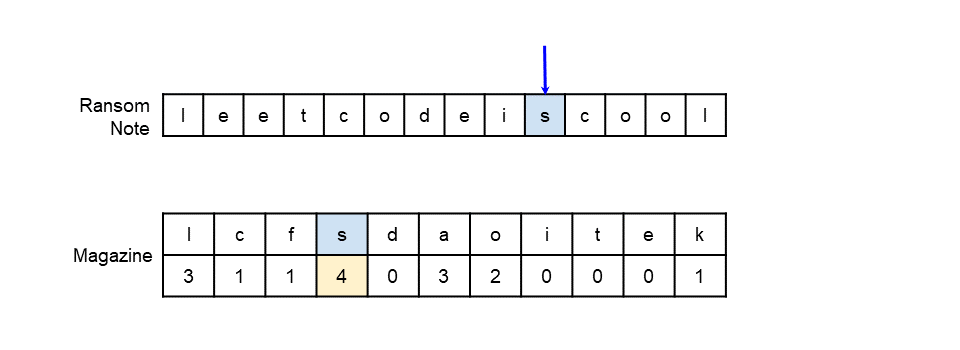 Ransom
Note
l e e t c o d e i s c o o l
Magazine
l c f s d a o i t e k
3 1 1 4 0 3 2 0 0 0 1